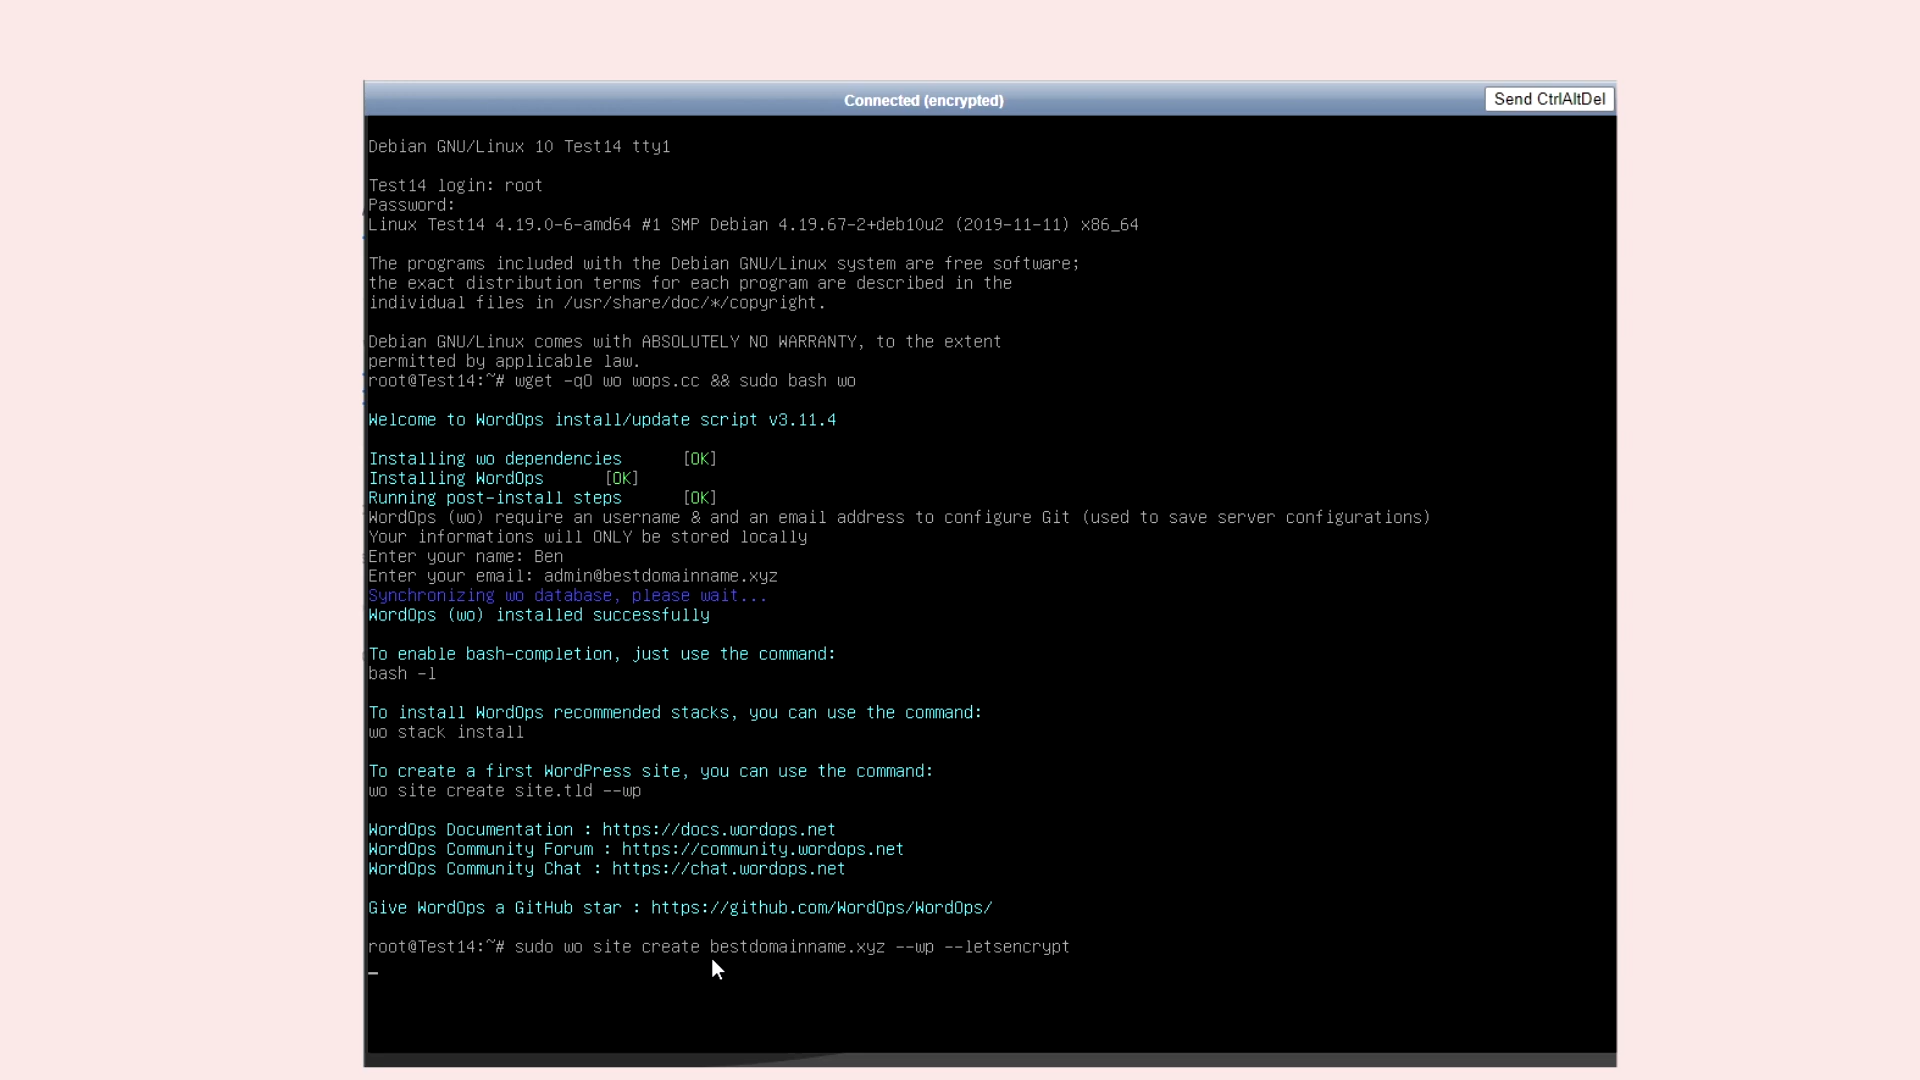 Connected (encrypted)
Send CtrlAltDel
Debian GNU/Linux 10 Test14 tty1
Test14 login: root
Password:
Linux Test14 4.19.0-6-amd64 #1 SMP Debian 4.19.67-2+deb10u2 (2019-11-11) x86_64
The programs included with the Debian GNU/Linux system are free software;
the exact distribution terms for each program are described in the
individual files in /usr/share/doc/*/copyright.
Debian GNU/Linux comes with ABSOLUTELY NO WARRANTY, to the extent
permitted by applicable law.
root@Test14:~# wget -qO wo wops.cc && sudo bash wo
Welcome to WordOps install/update script v3.11.4
Installing wo dependencies [OK]
Installing WordOps [OK]
Running post-install steps [OK]
WordOps (wo) require an username & and an email address to configure Git (used to save server configurations)
Your informations will ONLY be stored locally
Enter your name: Ben
Enter your email: admin@bestdomainname.xyz
Synchronizing wo database, please wait...
WordOps (wo) installed successfully
To enable bash-completion, just use the command:
bash -l
To install WordOps recommended stacks, you can use the command:
wo stack install
To create a first WordPress site, you can use the command:
wo site create site.tld --wp
WordOps Documentation : https://docs.wordops.net
WordOps Community Forum : https://community.wordops.net
WordOps Community Chat : https://chat.wordops.net
Give WordOps a GitHub star : https://github.com/WordOps/WordOps/
root@Test14:~# sudo wo site create bestdomainname.xyz --wp --letsencrypt